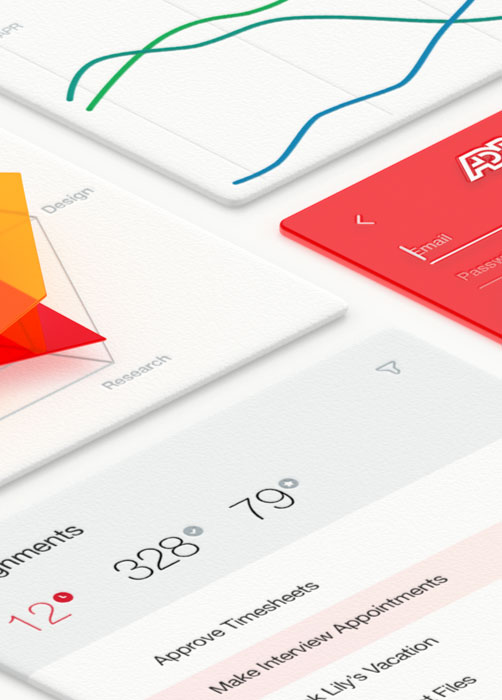 APR
Design
Research
ADP
Email
Passw
gnments
12
328
79
Approve Timesheets
Make Interview Appointments
k Lily's Vacation
t Files